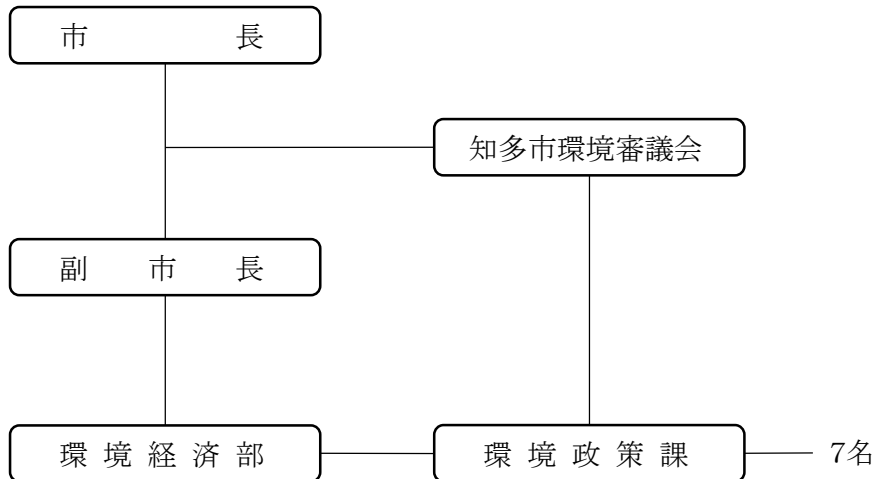 市長
知多市環境審議会
副市長
環境経済部
環境政策課
7名